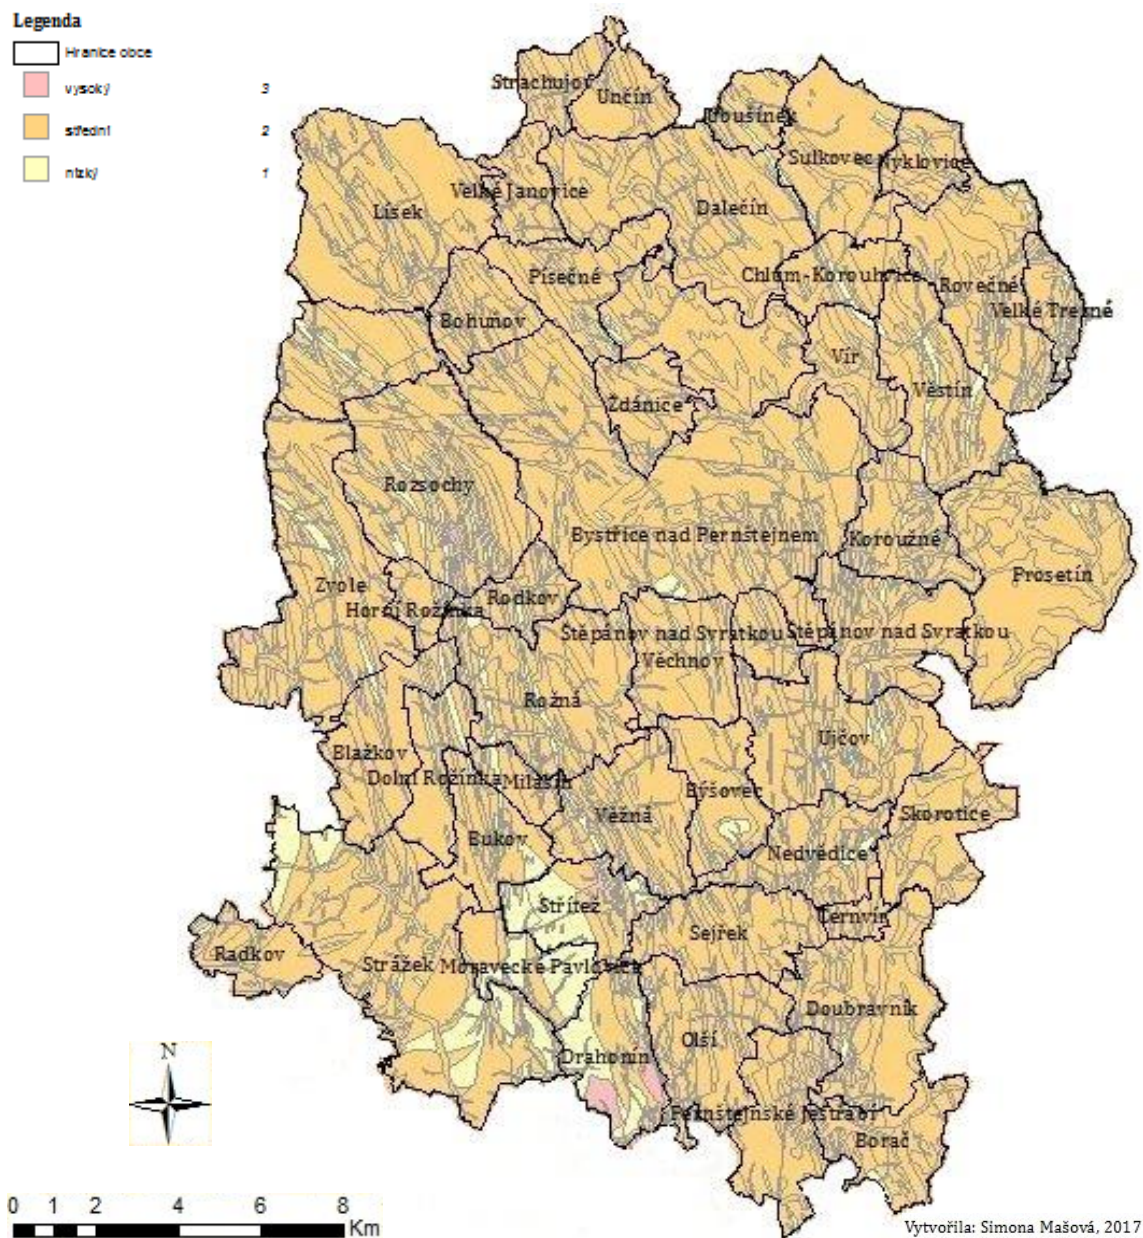 Legenda
Hranice obce
vysoký 3
střední 2
nízký 1
Strachujov
Unčín
Ubušínek
Sulkovec
Nyklovice
Velké Janovice
Lísek
Dalečín
Písečné
Chlum-Korouhvice
Rovečné
Velké Tresné
Bohuňov
Vír
Věstín
Ždánice
Rozsochy
Bystřice nad Pernštejnem
Koroužné
Prosetín
Zvole
Horní Rožínka
Rodkov
Štěpánov nad Svratkou
Štěpánov nad Svratkou
Věchnov
Rožná
Ujčov
Blažkov
Dolní Rožínka
Milasín
Býšovec
Věžná
Skorotice
Bukov
Nedvědice
Střítež
Černvír
Sejřek
Radkov
Strážek
Moravecké Pavlovice
Doubravník
Olší
Drahonín
Pernštejnské Jestřabí
Borač
N
0 1 2 4 6 8
Km
Vytvořila: Simona Mašová, 2017